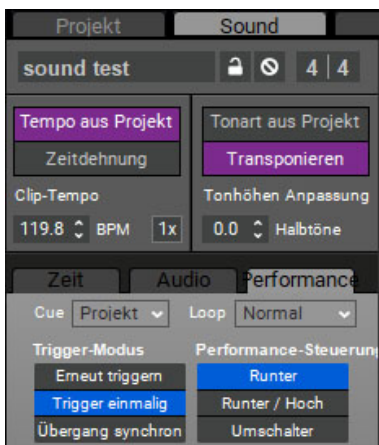 Projekt Sound
sound test 4 4
Tempo aus Projekt Tonart aus Projekt
Zeitdehnung Transponieren
Clip-Tempo Tonhöhen Anpassung
119.8 BPM 1x 0.0 Halbtöne
Zeit Audio Performance
Cue Projekt Loop Normal
Trigger-Modus Performance-Steuerun
Erneut triggern Runter
Trigger einmalig Runter / Hoch
Übergang synchron Umschalter